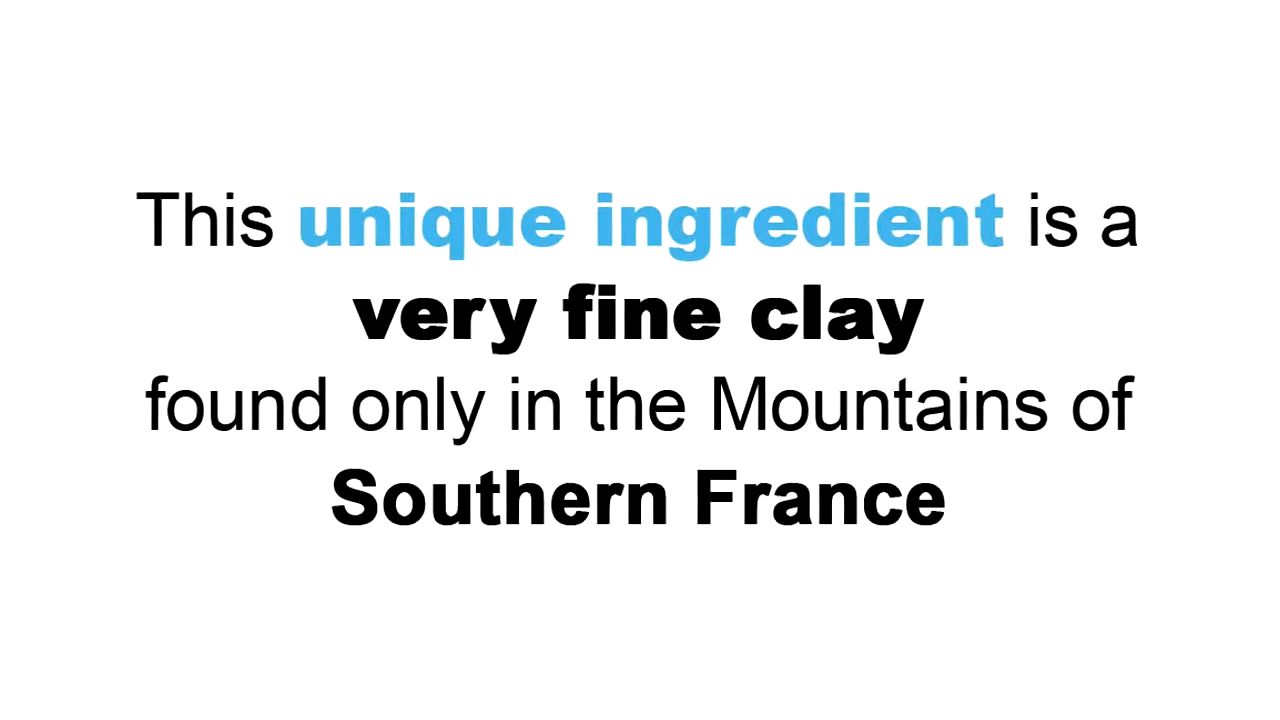 This unique ingredient is a
very fine clay
found only in the Mountains of
Southern France